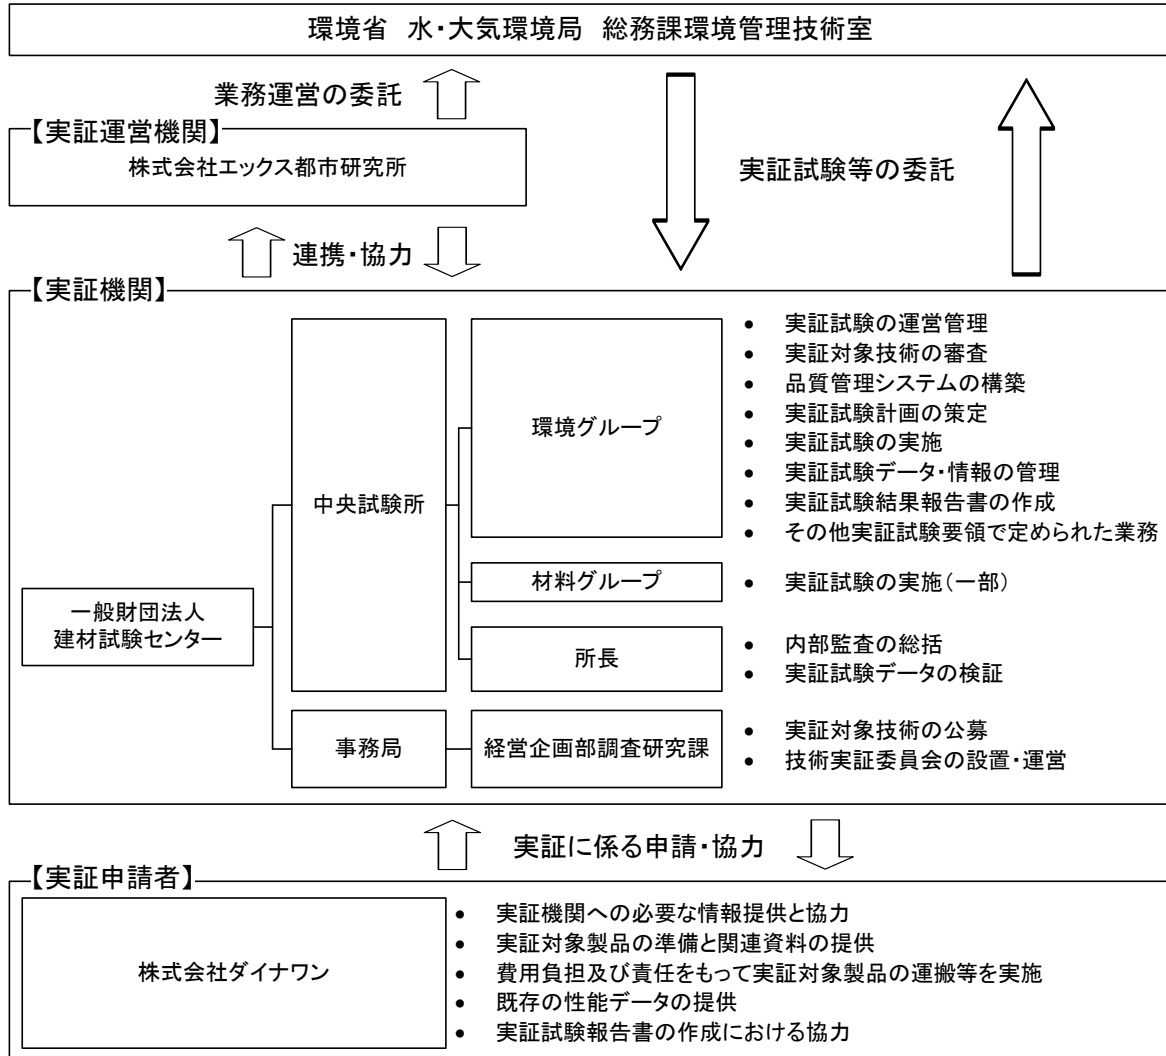 環境省　水・大気環境局　総務課環境管理技術室
業務運営の委託
【実証運営機関】
株式会社エックス都市研究所
実証試験等の委託
連携・協力
【実証機関】
一般財団法人
建材試験センター
中央試験所
環境グループ
• 実証試験の運営管理
• 実証対象技術の審査
• 品質管理システムの構築
• 実証試験計画の策定
• 実証試験の実施
• 実証試験データ・情報の管理
• 実証試験結果報告書の作成
• その他実証試験要領で定められた業務
材料グループ
• 実証試験の実施（一部）
所長
• 内部監査の総括
• 実証試験データの検証
事務局
経営企画部調査研究課
• 実証対象技術の公募
• 技術実証委員会の設置・運営
実証に係る申請・協力
【実証申請者】
株式会社ダイナワン
• 実証機関への必要な情報提供と協力
• 実証対象製品の準備と関連資料の提供
• 費用負担及び責任をもって実証対象製品の運搬等を実施
• 既存の性能データの提供
• 実証試験報告書の作成における協力